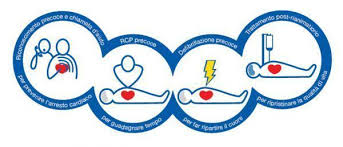 Riconoscimento precoce e chiamata d'aiuto
per prevenire l'arresto cardiaco
RCP precoce
per guadagnare tempo
Defibrillazione precoce
per far ripartire il cuore
Trattamento post-rianimatorio
per ripristinare la qualità di vita